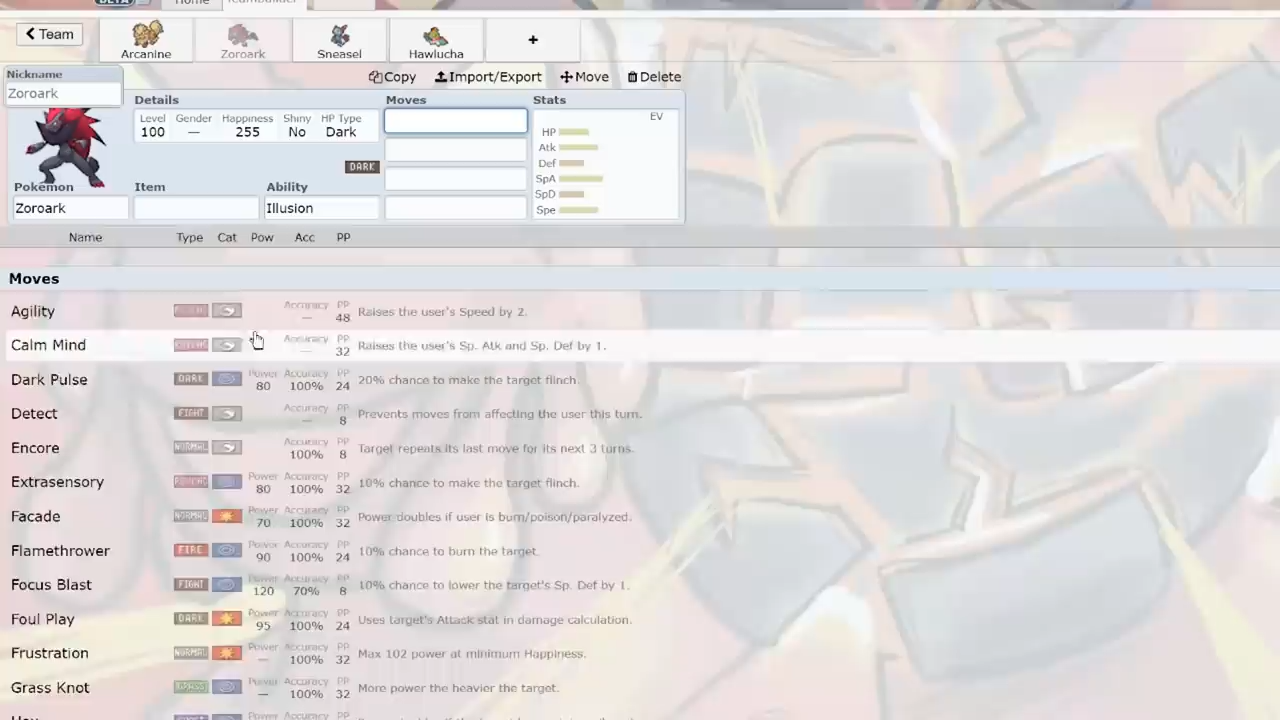 BETA Home Teambuilder
Team
Arcanine Zoroark Sneasel Hawlucha +
Nickname
Zoroark
Copy Import/Export Move Delete
Details Moves Stats
Level Gender Happiness Shiny HP Type EV
100 — 255 No Dark
HP
Atk
Def
SpA
SpD
Spe
DARK
Pokémon Item Ability
Zoroark Illusion
Name Type Cat Pow Acc PP
Moves
Agility PSYCHC Accuracy — PP 48 Raises the user's Speed by 2.
Calm Mind PSYCHC Accuracy — PP 32 Raises the user's Sp. Atk and Sp. Def by 1.
Dark Pulse DARK Power 80 Accuracy 100% PP 24 20% chance to make the target flinch.
Detect FIGHT Accuracy — PP 8 Prevents moves from affecting the user this turn.
Encore NORMAL Accuracy 100% PP 8 Target repeats its last move for its next 3 turns.
Extrasensory PSYCHC Power 80 Accuracy 100% PP 32 10% chance to make the target flinch.
Facade NORMAL Power 70 Accuracy 100% PP 32 Power doubles if user is burn/poison/paralyzed.
Flamethrower FIRE Power 90 Accuracy 100% PP 24 10% chance to burn the target.
Focus Blast FIGHT Power 120 Accuracy 70% PP 8 10% chance to lower the target's Sp. Def by 1.
Foul Play DARK Power 95 Accuracy 100% PP 24 Uses target's Attack stat in damage calculation.
Frustration NORMAL Power — Accuracy 100% PP 32 Max 102 power at minimum Happiness.
Grass Knot GRASS Power — Accuracy 100% PP 32 More power the heavier the target.